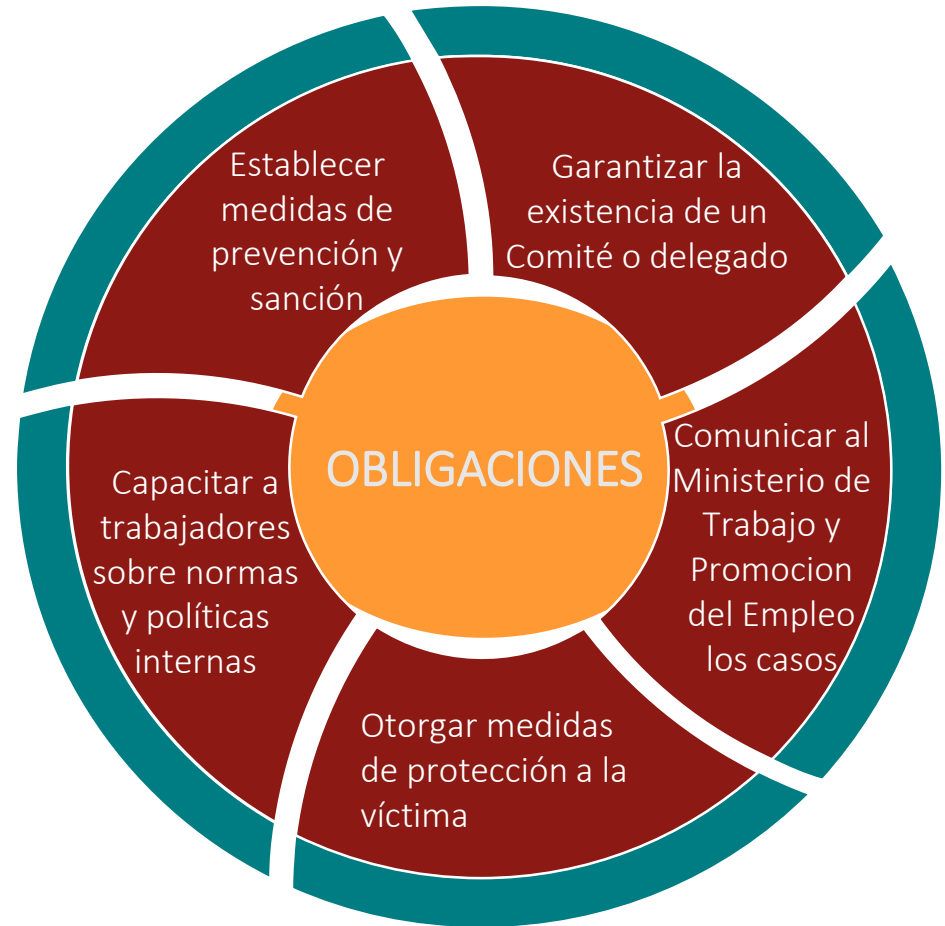 Establecer
medidas de
prevención y
sanción
Garantizar la
existencia de un
Comité o delegado
OBLIGACIONES
Comunicar al
Ministerio de
Trabajo y
Promocion
del Empleo
los casos
Capacitar a
trabajadores
sobre normas
y políticas
internas
Otorgar medidas
de protección a la
víctima